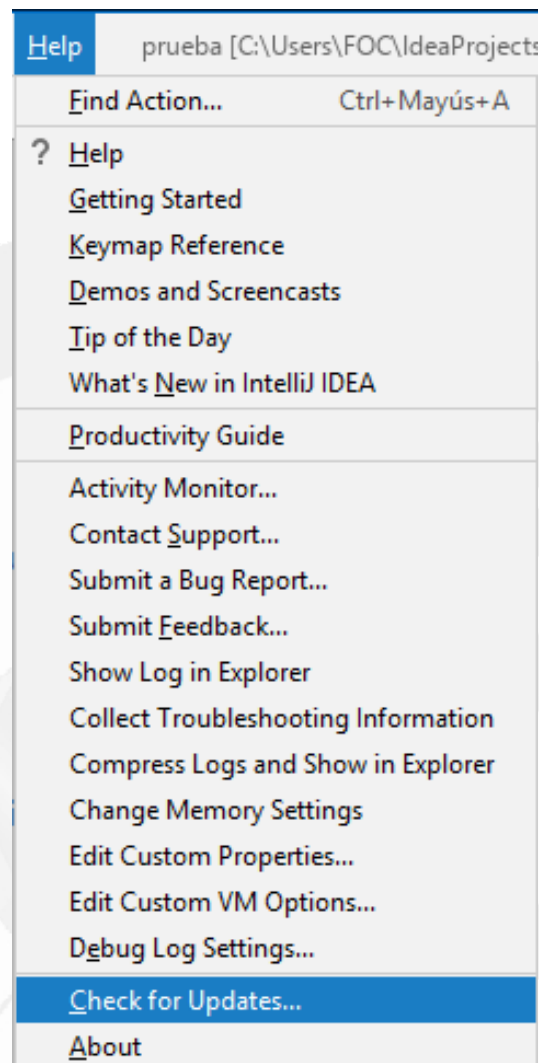 Help prueba [C:\Users\FOC\IdeaProjects
Find Action... Ctrl+Mayús+A
? Help
Getting Started
Keymap Reference
Demos and Screencasts
Tip of the Day
What's New in IntelliJ IDEA
Productivity Guide
Activity Monitor...
Contact Support...
Submit a Bug Report...
Submit Feedback...
Show Log in Explorer
Collect Troubleshooting Information
Compress Logs and Show in Explorer
Change Memory Settings
Edit Custom Properties...
Edit Custom VM Options...
Debug Log Settings...
Check for Updates...
About